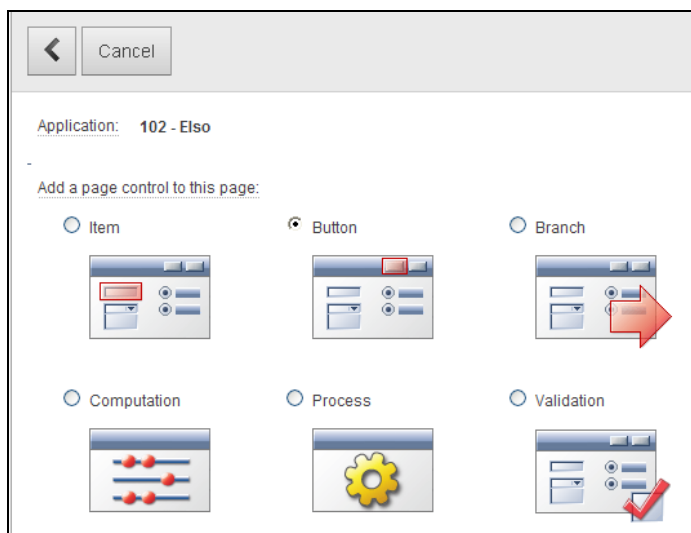 Cancel
Application: 102 - Elso
Add a page control to this page:
Item Button Branch
Computation Process Validation